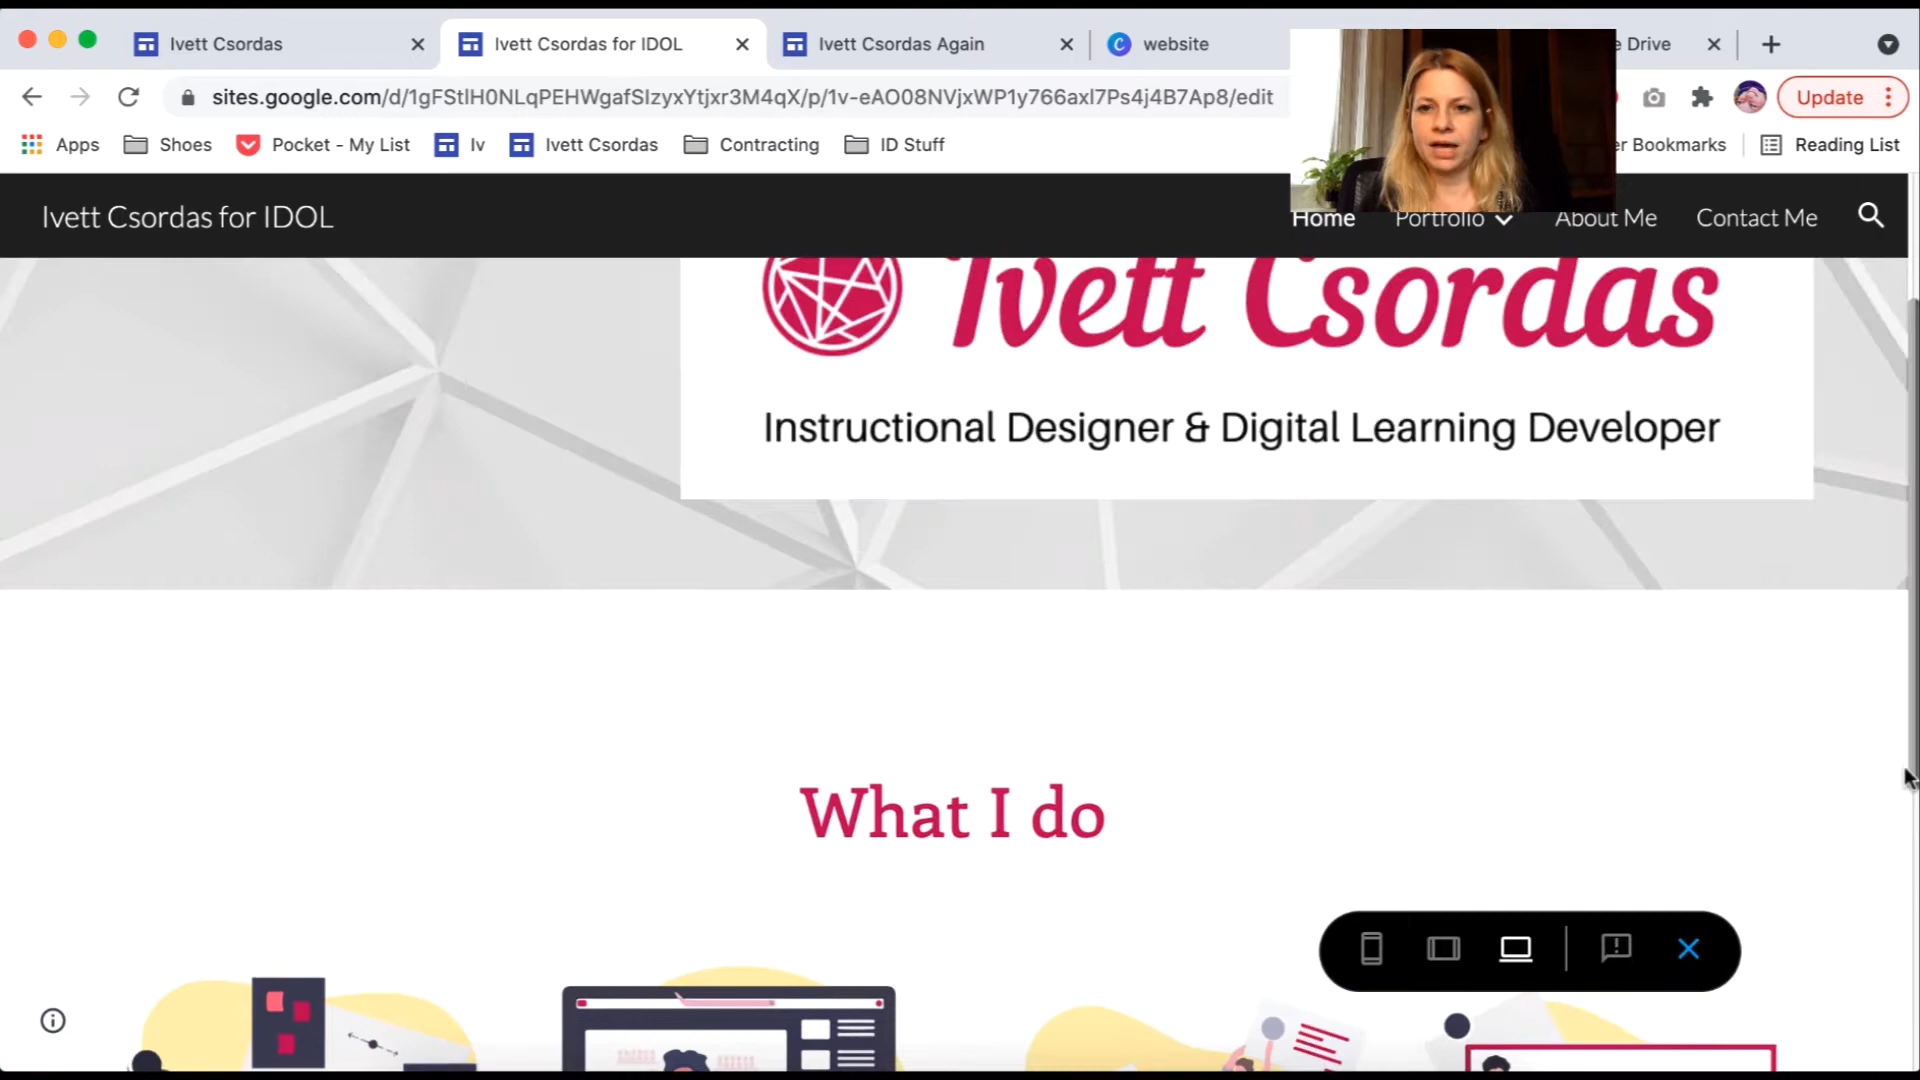 Ivett Csordas
Ivett Csordas for IDOL
Ivett Csordas Again
website
e Drive
sites.google.com/d/1gFStlH0NLqPEHWgafSIzyxYtjxr3M4qX/p/1v-eAO08NVjxWP1y766axl7Ps4j4B7Ap8/edit
Update
Apps
Shoes
Pocket - My List
Iv
Ivett Csordas
Contracting
ID Stuff
er Bookmarks
Reading List
Ivett Csordas for IDOL
Home
Portfolio
About Me
Contact Me
Ivett Csordas
Instructional Designer & Digital Learning Developer
What I do